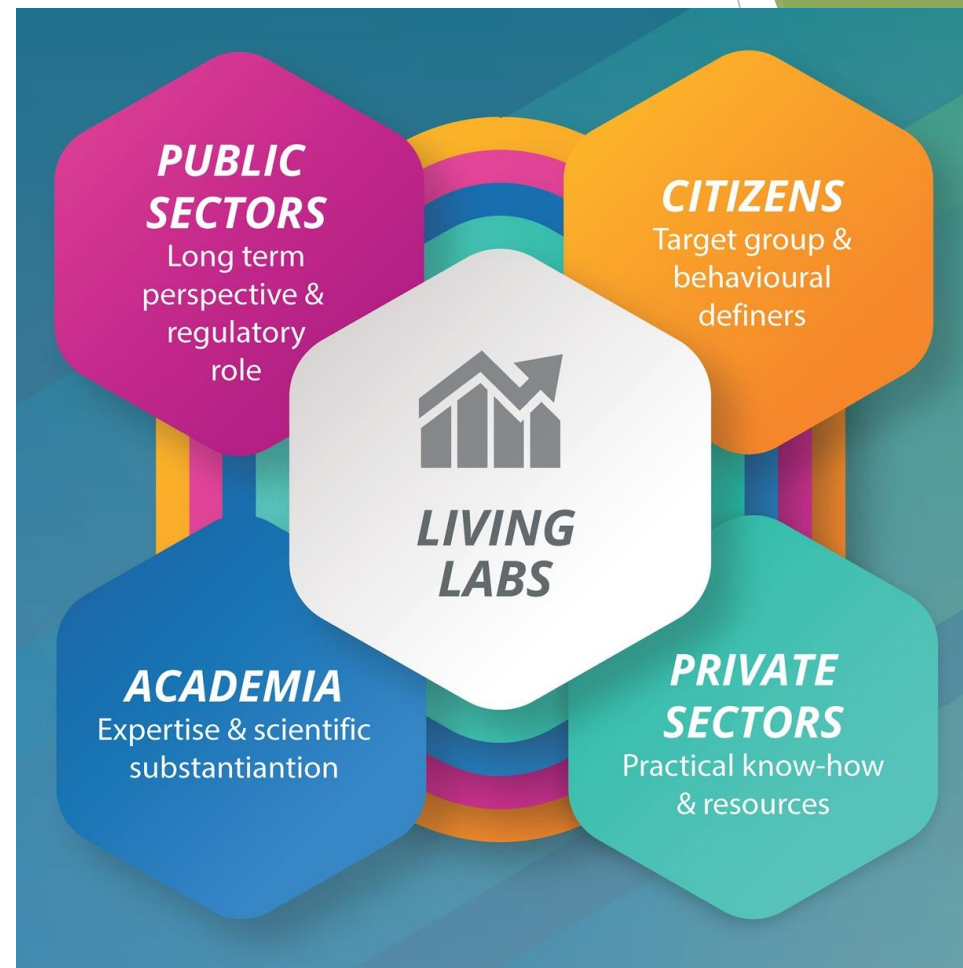 PUBLIC
SECTORS
Long term
perspective &
regulatory
role
CITIZENS
Target group &
behavioural
definers
LIVING
LABS
ACADEMIA
Expertise & scientific
substantiantion
PRIVATE
SECTORS
Practical know-how
& resources